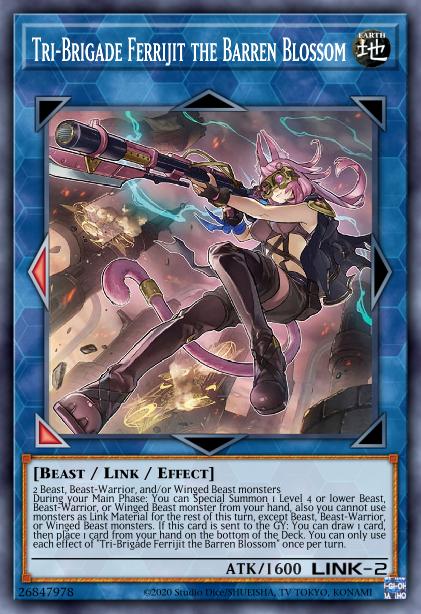 Tri-Brigade Ferrijit the Barren Blossom
EARTH
地
[Beast / Link / Effect]
2 Beast, Beast-Warrior, and/or Winged Beast monsters
During your Main Phase: You can Special Summon 1 Level 4 or lower Beast,
Beast-Warrior, or Winged Beast monster from your hand, also you cannot use
monsters as Link Material for the rest of this turn, except Beast, Beast-Warrior,
or Winged Beast monsters. If this card is sent to the GY: You can draw 1 card,
then place 1 card from your hand on the bottom of the Deck. You can only use
each effect of "Tri-Brigade Ferrijit the Barren Blossom" once per turn.
ATK/1600 LINK-2
26847978 ©2020 Studio Dice/SHUEISHA, TV TOKYO, KONAMI